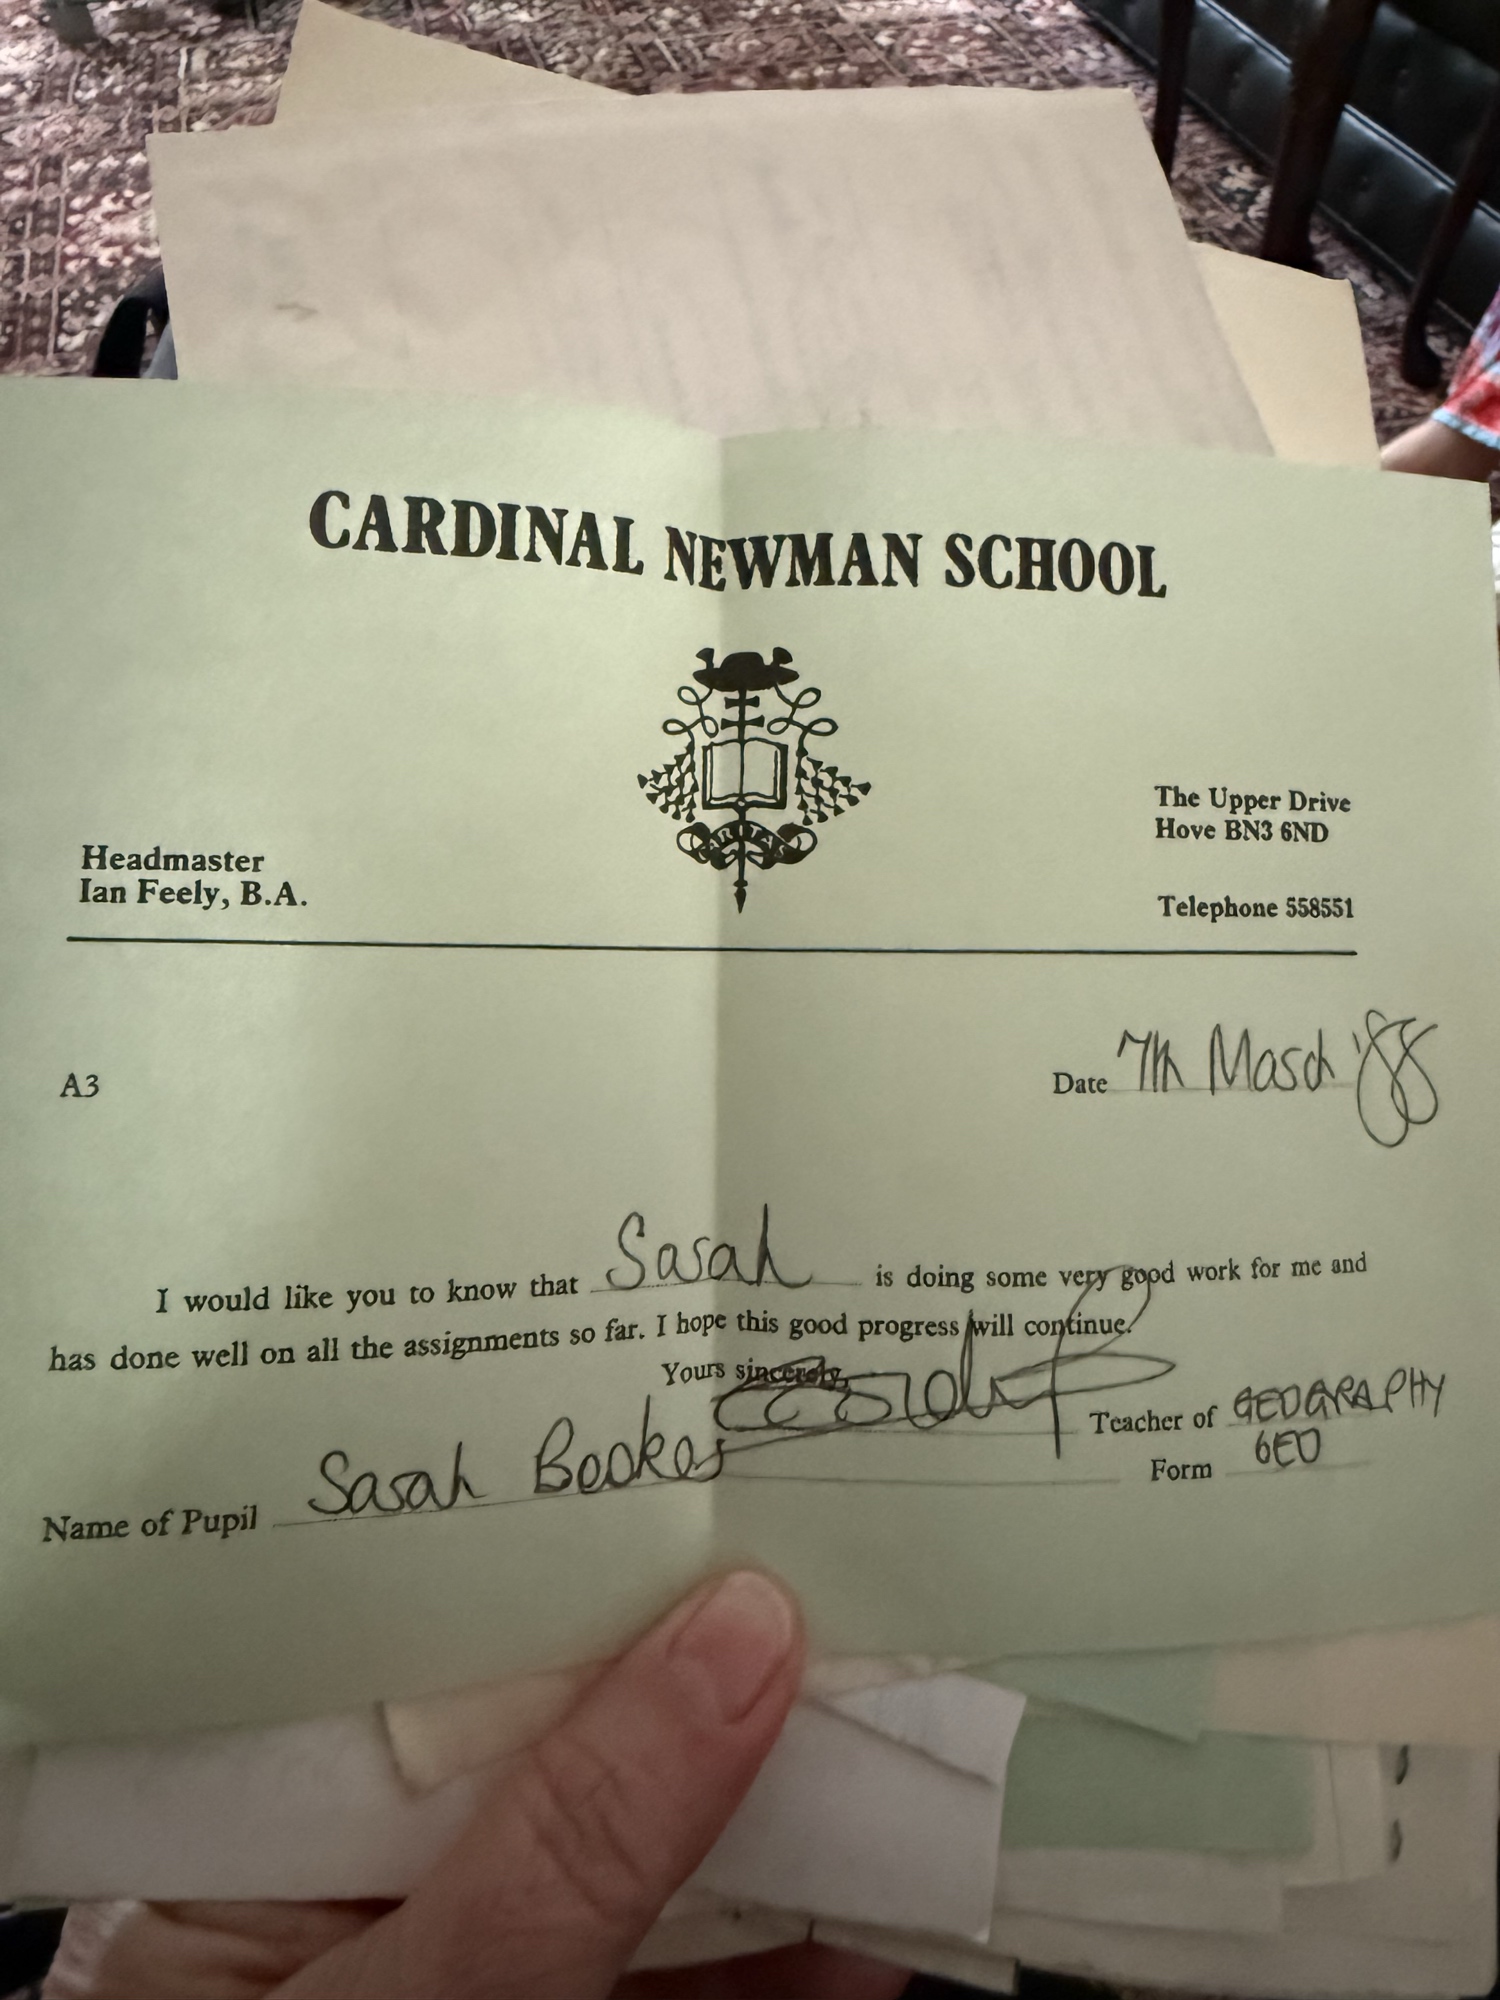 CARDINAL NEWMAN SCHOOL
CARITAS
Headmaster
Ian Feely, B.A.
The Upper Drive
Hove BN3 6ND
Telephone 558551
A3
Date 7th March '88
I would like you to know that Sarah is doing some very good work for me and
has done well on all the assignments so far. I hope this good progress will continue.
Yours sincerely,
Teacher of GEOGRAPHY
Name of Pupil Sarah Booker Form 6EO